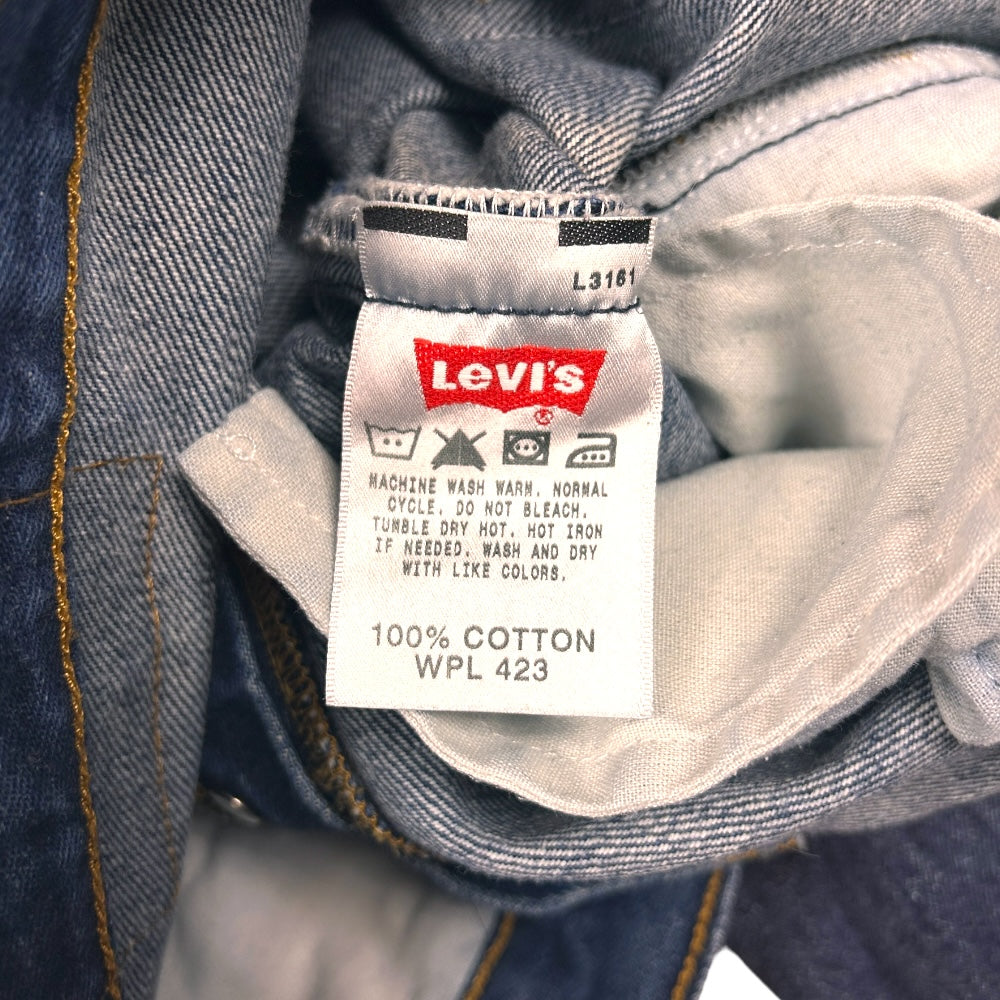 L3161
Levi's
®
MACHINE WASH WARM. NORMAL
CYCLE. DO NOT BLEACH.
TUMBLE DRY HOT. HOT IRON
IF NEEDED. WASH AND DRY
WITH LIKE COLORS.
100% COTTON
WPL 423